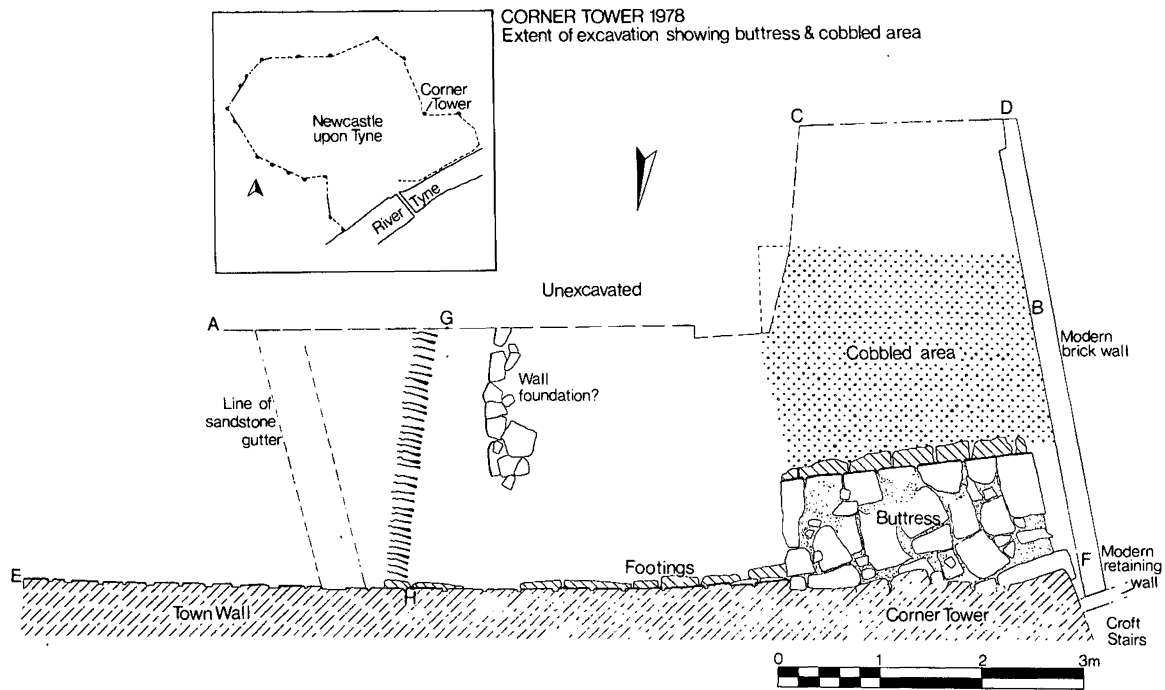 CORNER TOWER 1978
Extent of excavation showing buttress & cobbled area
Corner
Tower
Newcastle
upon Tyne
River Tyne
C
D
Unexcavated
A
G
B
Modern
brick wall
Cobbled area
Wall
foundation?
Line of
sandstone
gutter
Buttress
E
Footings
F
Modern
retaining
wall
H
Town Wall
Corner Tower
Croft
Stairs
0 1 2 3m